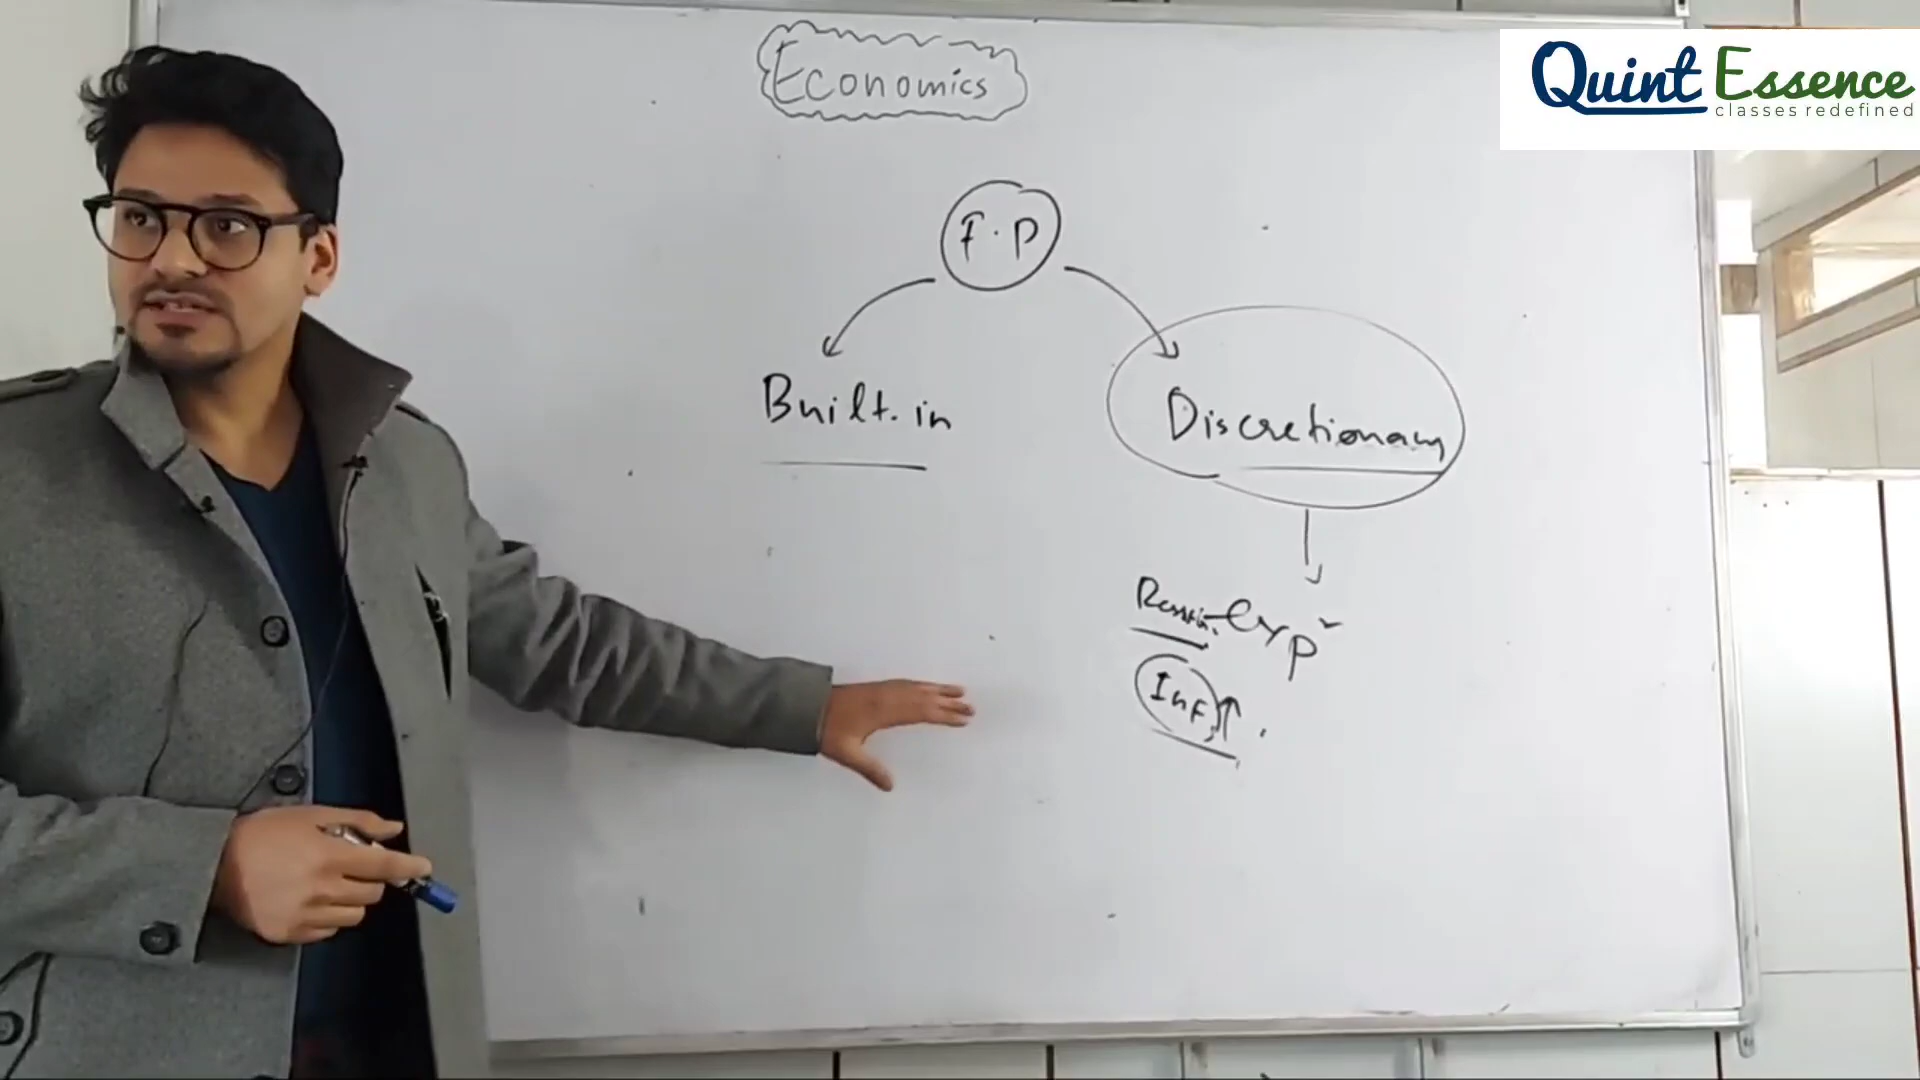 Economics
Quint Essence
classes redefined
F.P
Built-in
Discretionary
exp
Inf ↑